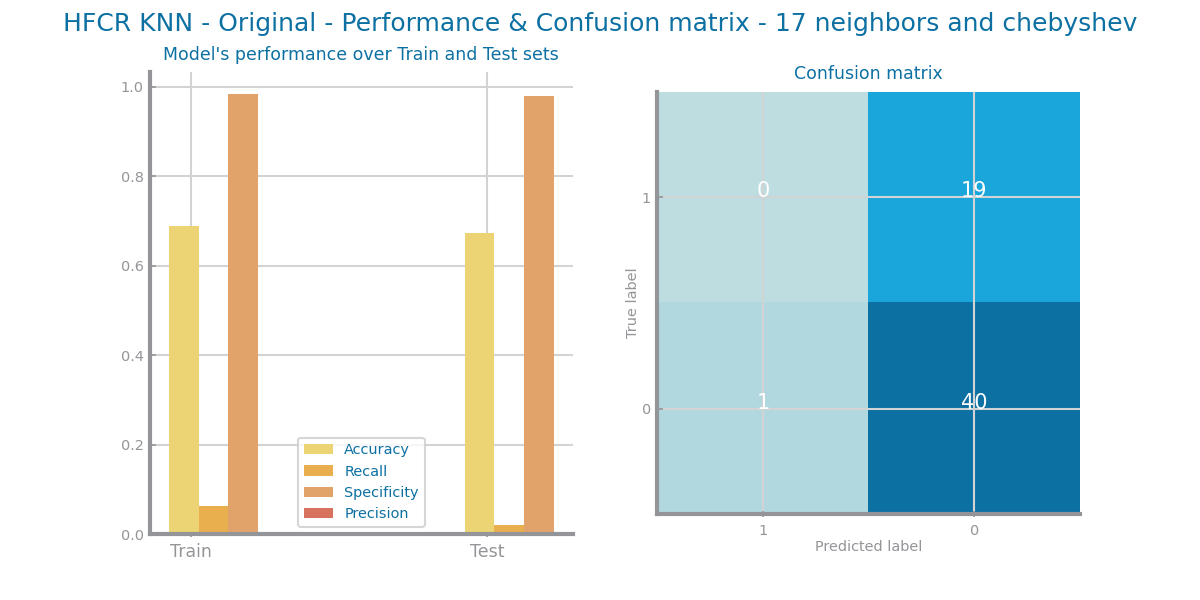 HFCR KNN - Original - Performance & Confusion matrix - 17 neighbors and chebyshev
Model's performance over Train and Test sets
1.0
0.8
0.6
0.4
0.2
0.0
Train
Test
Accuracy
Recall
Specificity
Precision
Confusion matrix
True label
1
0
0
19
1
40
1
0
Predicted label